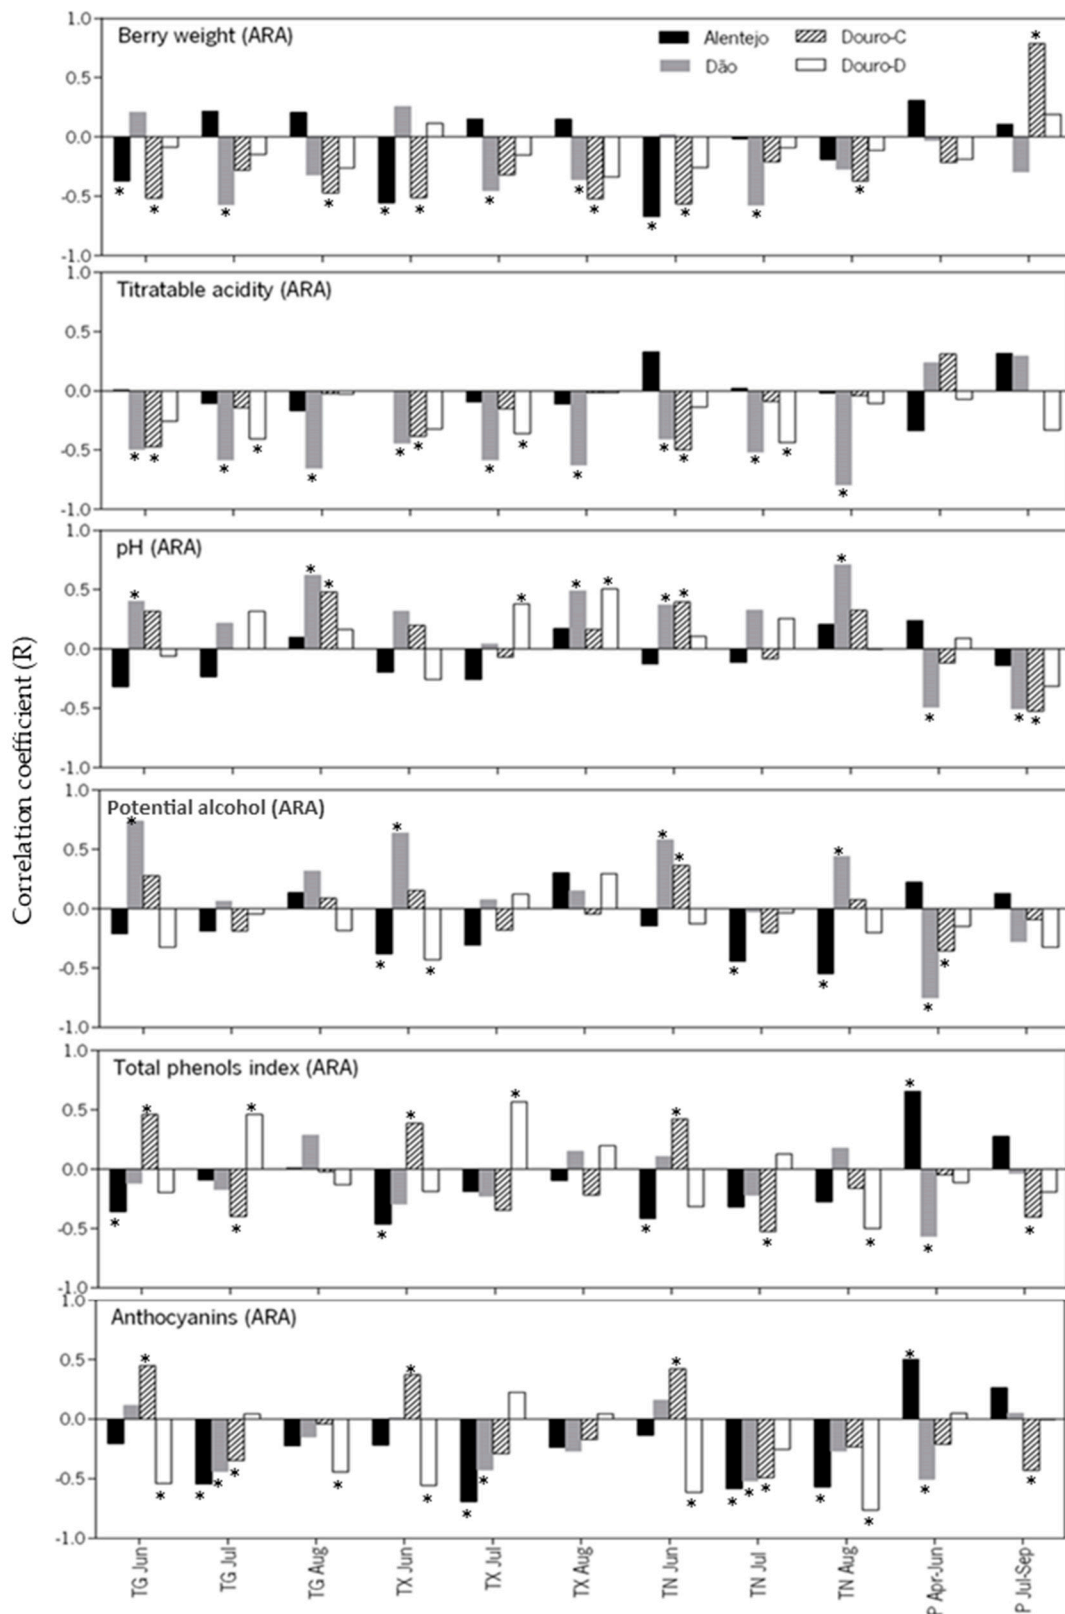 Correlation coefficient (R)
Berry weight (ARA)
Alentejo
Dão
Douro-C
Douro-D
1.0
0.5
0.0
-0.5
-1.0
Titratable acidity (ARA)
1.0
0.5
0.0
-0.5
-1.0
pH (ARA)
1.0
0.5
0.0
-0.5
-1.0
Potential alcohol (ARA)
1.0
0.5
0.0
-0.5
-1.0
Total phenols index (ARA)
1.0
0.5
0.0
-0.5
-1.0
Anthocyanins (ARA)
1.0
0.5
0.0
-0.5
-1.0
TG Jun
TG Jul
TG Aug
TX Jun
TX Jul
TX Aug
TN Jun
TN Jul
TN Aug
P Apr-Jun
P Jul-Sep